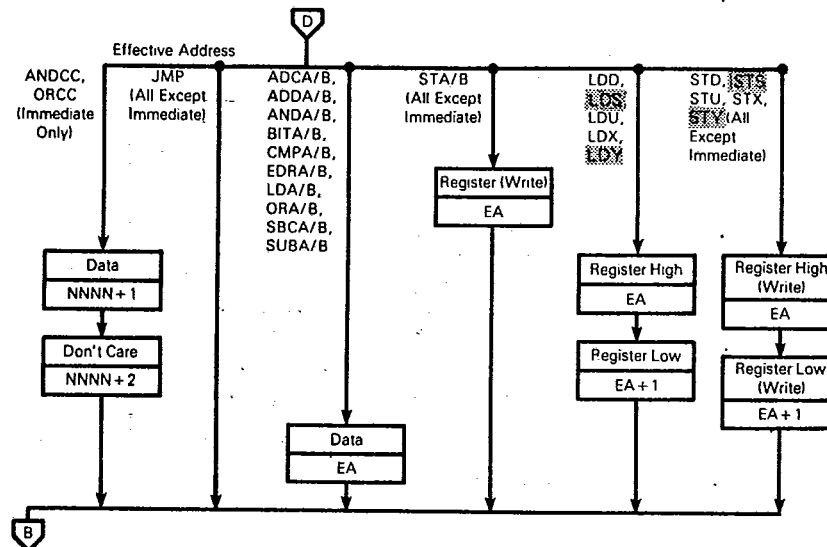 D
Effective Address
ANDCC,
ORCC
(Immediate
Only)
JMP
(All Except
Immediate)
ADCA/B,
ADDA/B,
ANDA/B,
BITA/B,
CMPA/B,
EDRA/B,
LDA/B,
ORA/B,
SBCA/B,
SUBA/B
STA/B
(All Except
Immediate)
LDD,
LDS
LDU,
LDX,
LDY
STD, STS
STU, STX,
STY (All
Except
Immediate)
Data
NNNN+1
Don't Care
NNNN+2
Data
EA
Register (Write)
EA
Register High
EA
Register Low
EA+1
Register High
(Write)
EA
Register Low
(Write)
EA+1
B